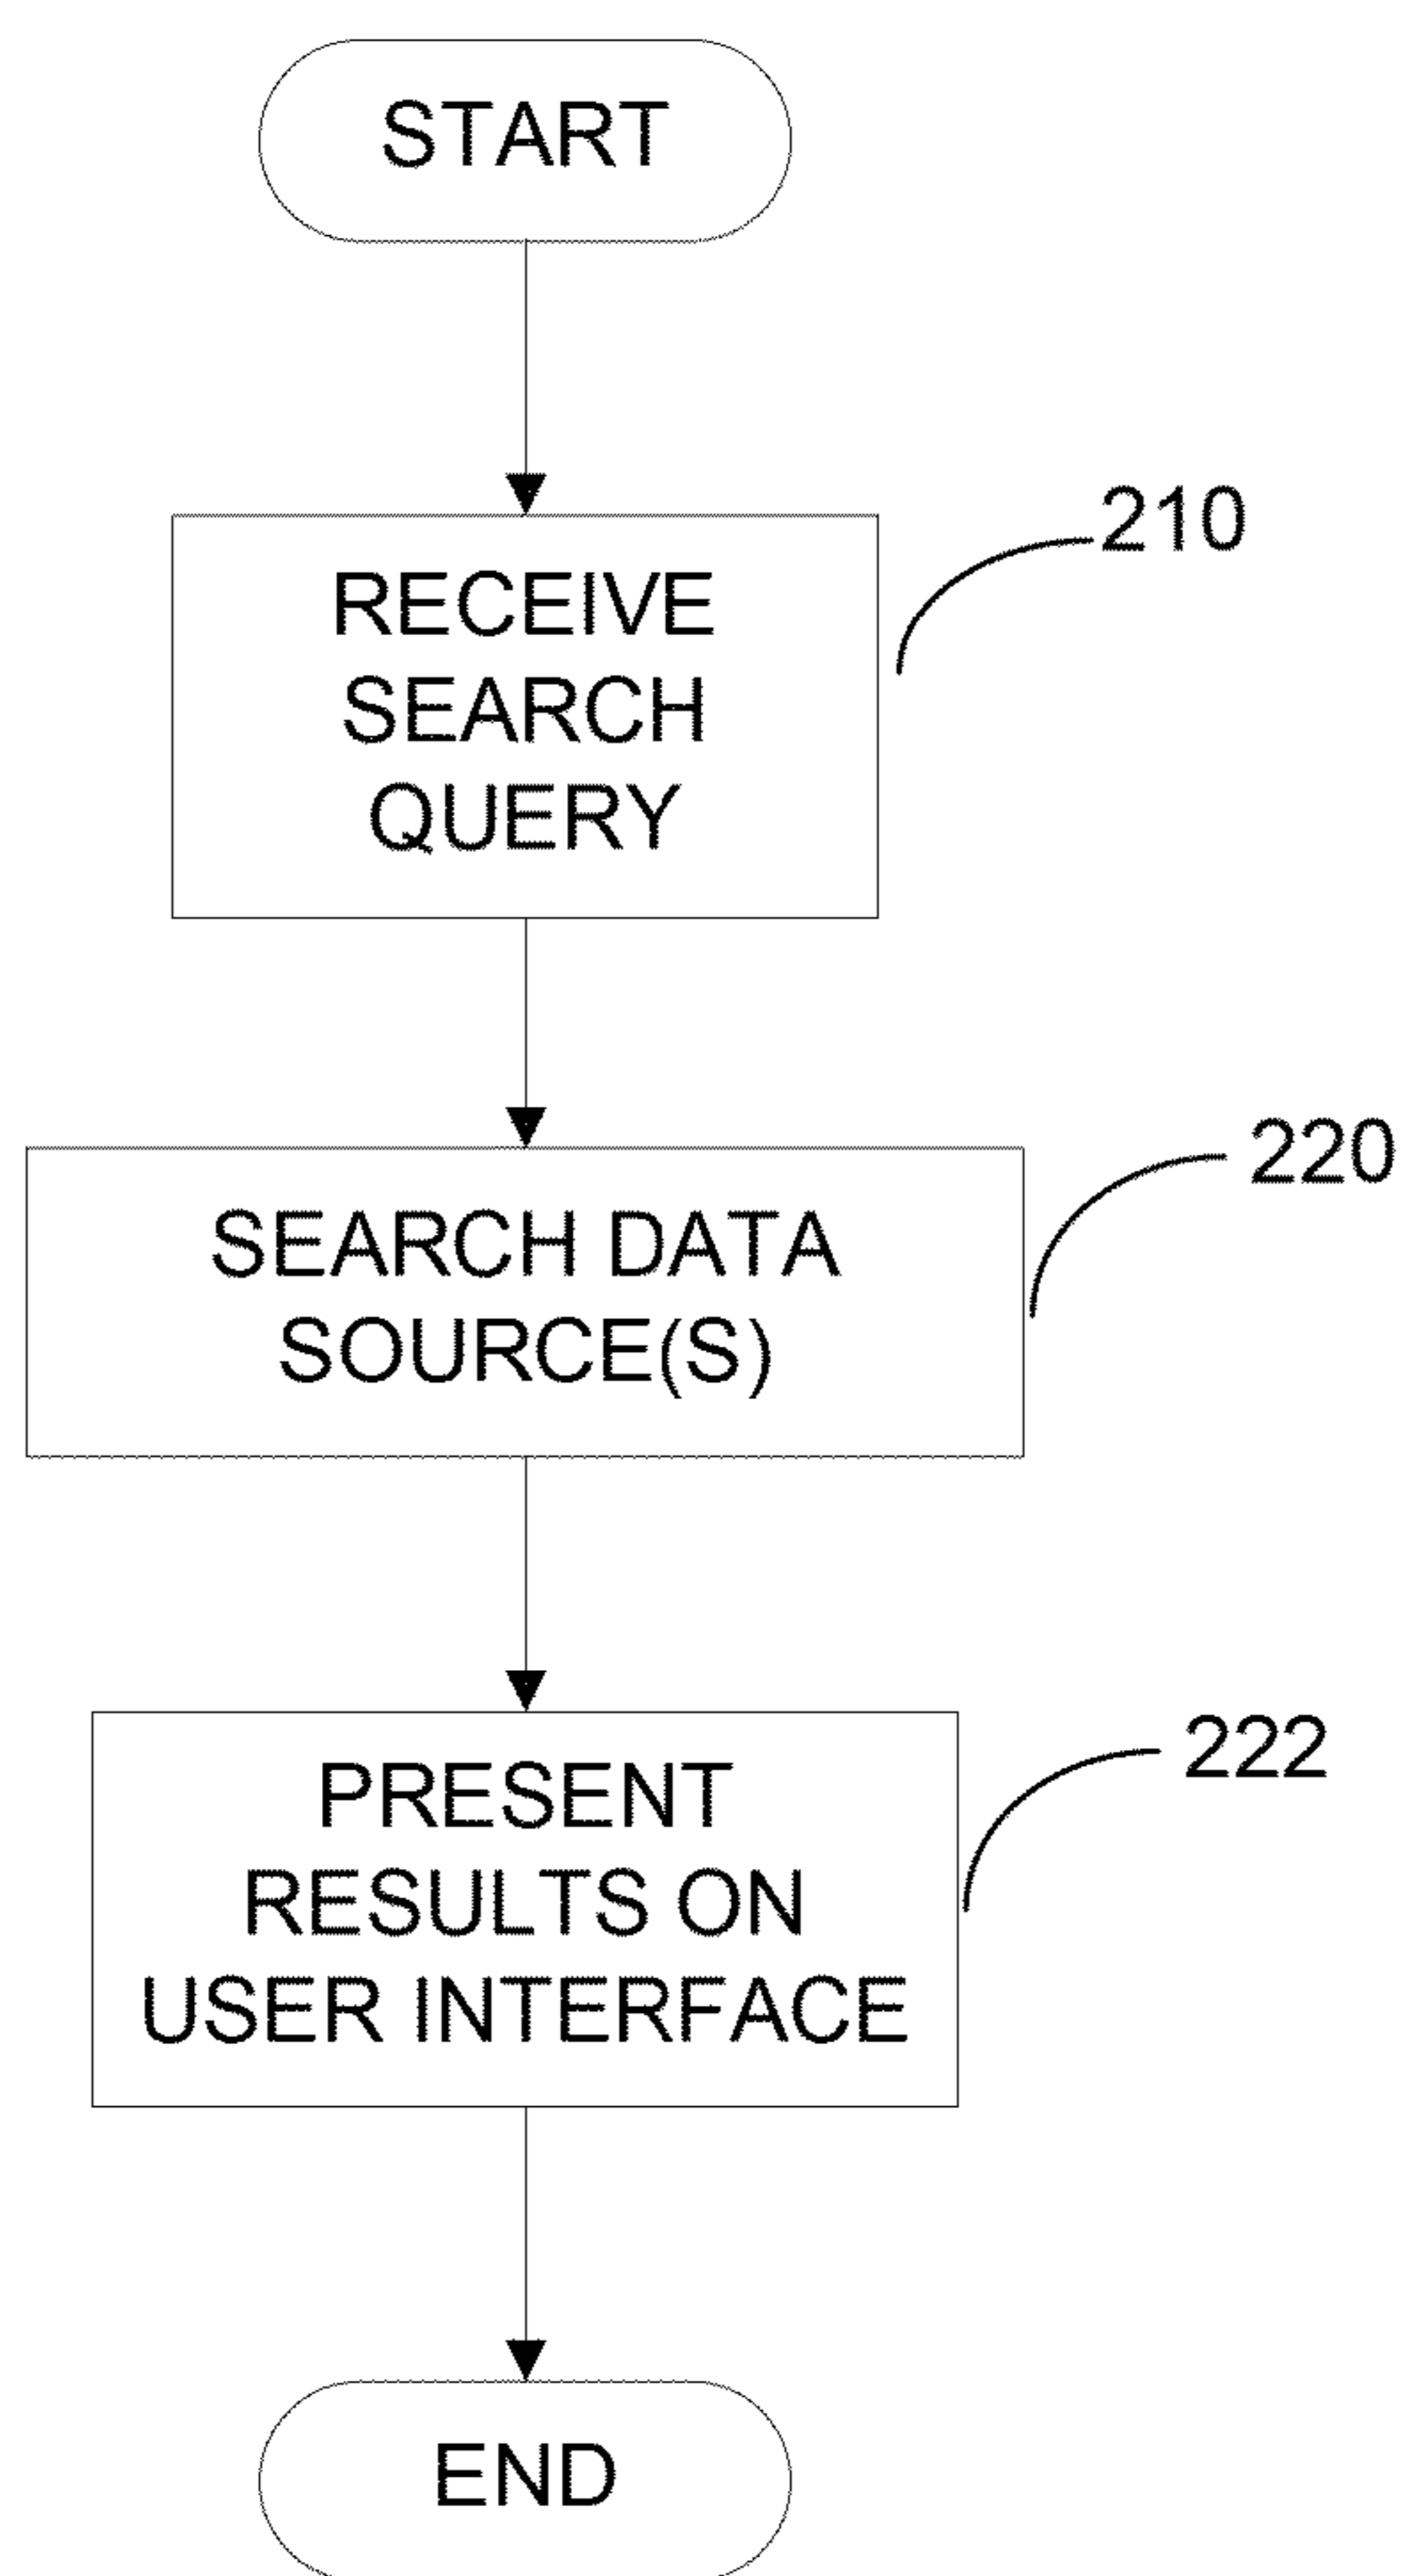 START
210
RECEIVE
SEARCH
QUERY
220
SEARCH DATA
SOURCE(S)
222
PRESENT
RESULTS ON
USER INTERFACE
END